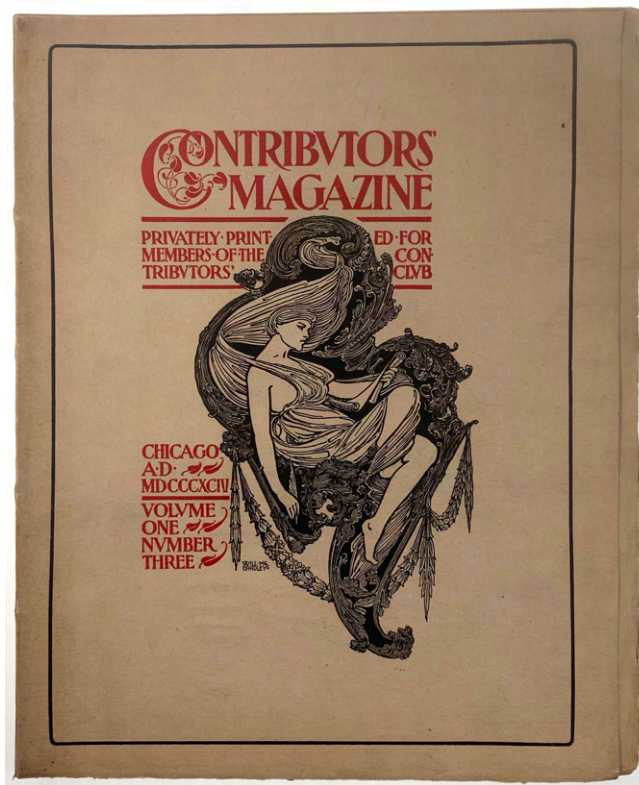 CONTRIBVTORS'
MAGAZINE
PRIVATELY·PRINT-ED·FOR
MEMBERS·OF·THE CON-
TRIBVTORS' CLVB
CHICAGO
A·D·
MDCCCXCIV
VOLVME
ONE
NVMBER
THREE
WILL·H·
BRADLEY